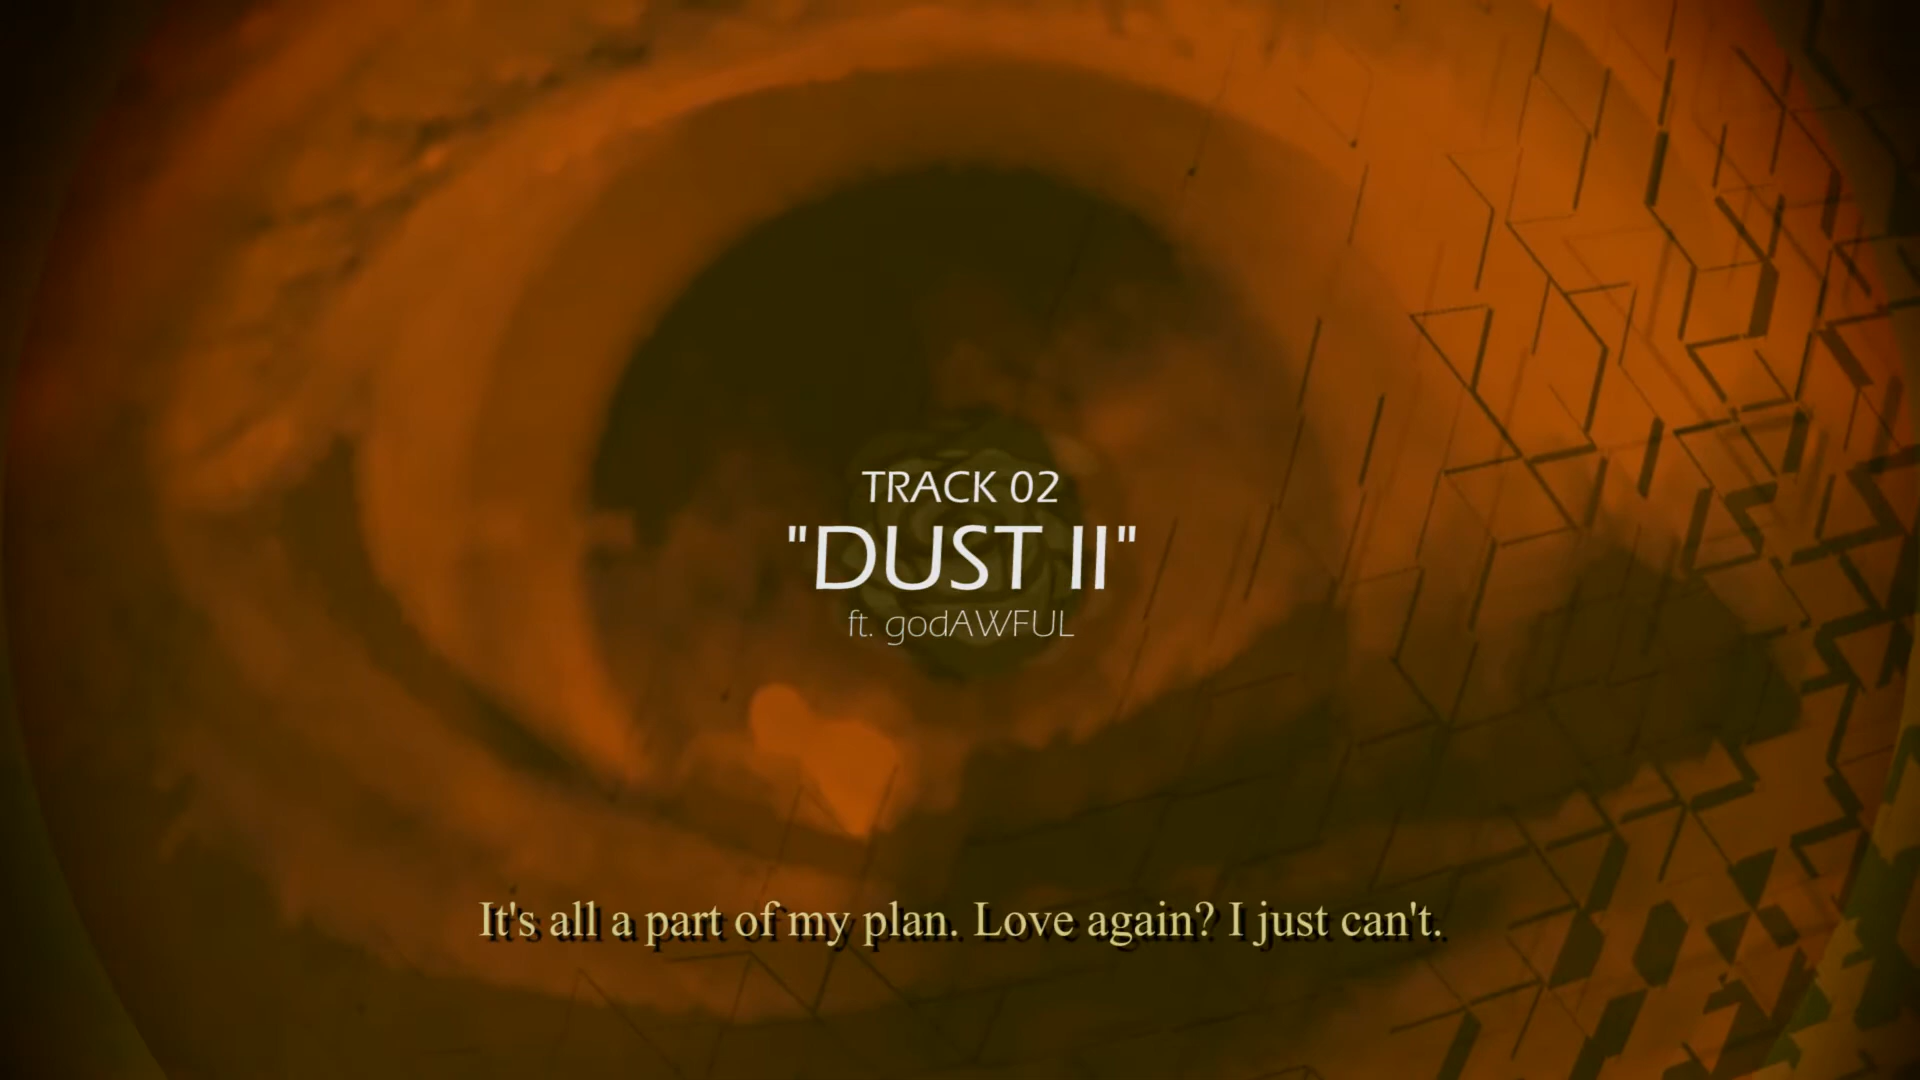 TRACK 02
"DUST II"
ft. godAWFUL
It's all a part of my plan. Love again? I just can't.